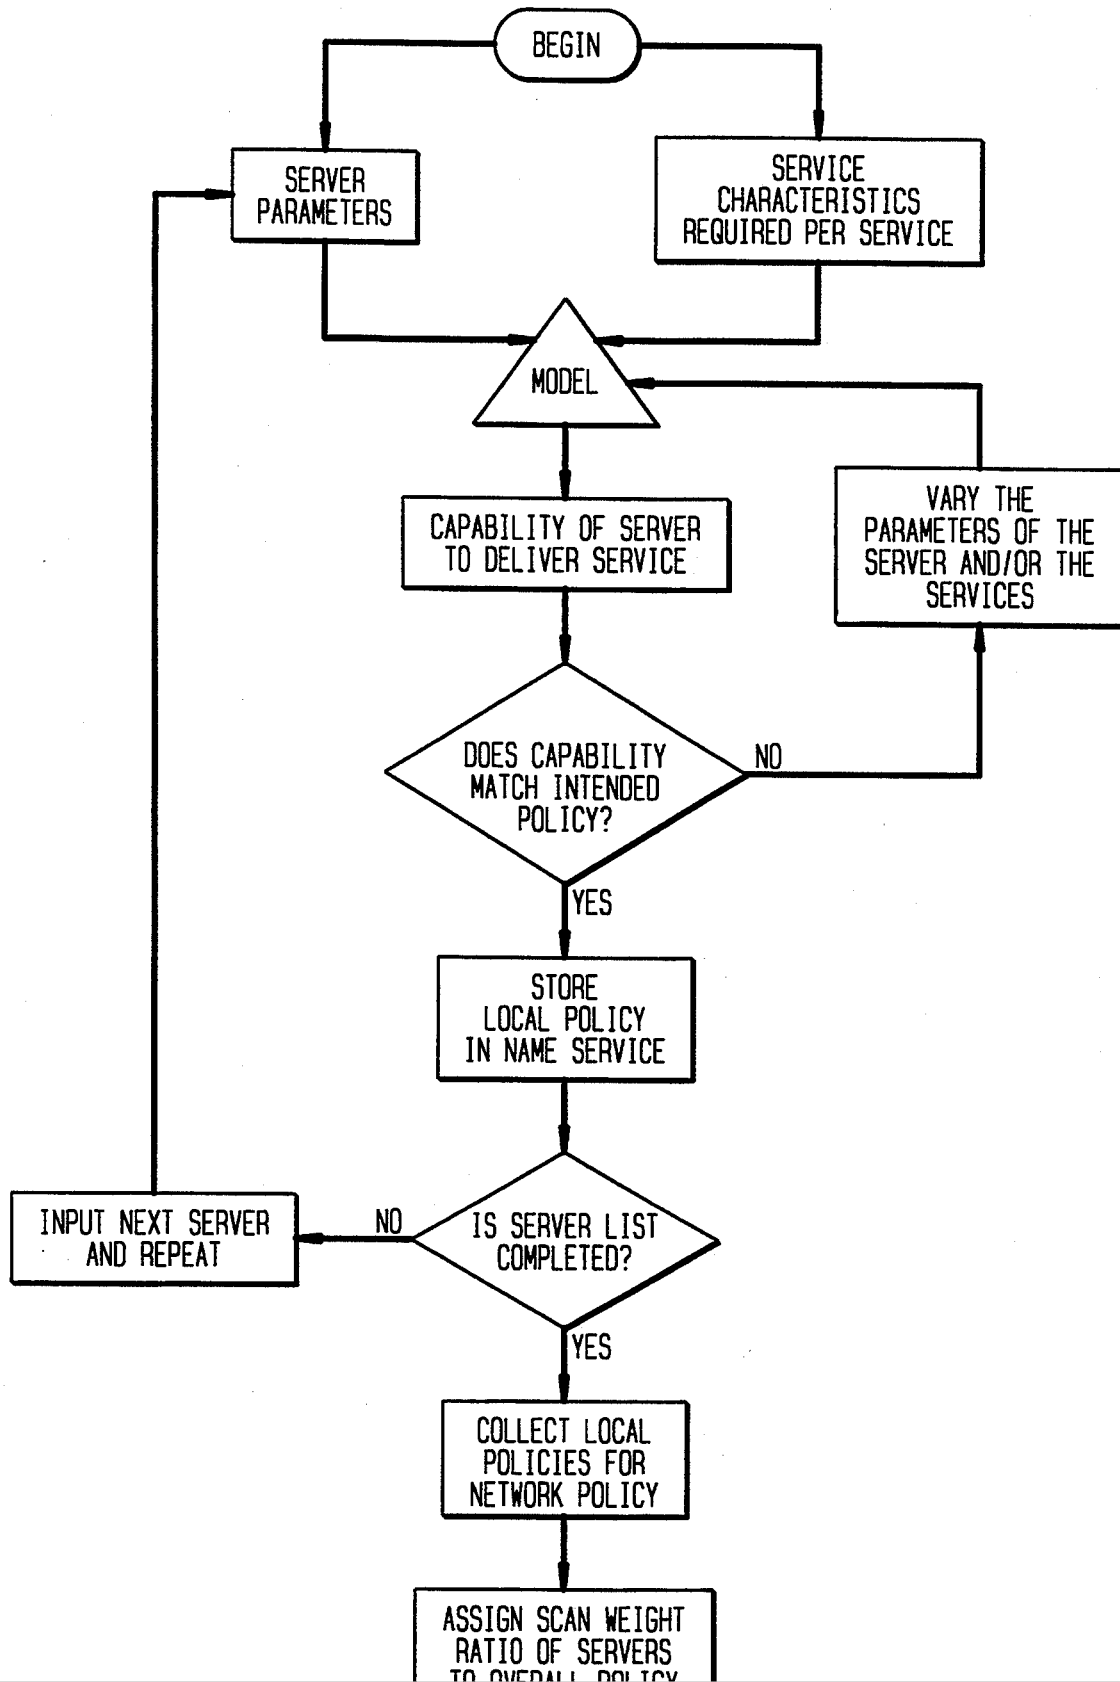 BEGIN
SERVER
PARAMETERS
SERVICE
CHARACTERISTICS
REQUIRED PER SERVICE
MODEL
CAPABILITY OF SERVER
TO DELIVER SERVICE
VARY THE
PARAMETERS OF THE
SERVER AND/OR THE
SERVICES
DOES CAPABILITY
MATCH INTENDED
POLICY?
NO
YES
STORE
LOCAL POLICY
IN NAME SERVICE
IS SERVER LIST
COMPLETED?
NO
INPUT NEXT SERVER
AND REPEAT
YES
COLLECT LOCAL
POLICIES FOR
NETWORK POLICY
ASSIGN SCAN WEIGHT
RATIO OF SERVERS
TO OVERALL POLICY